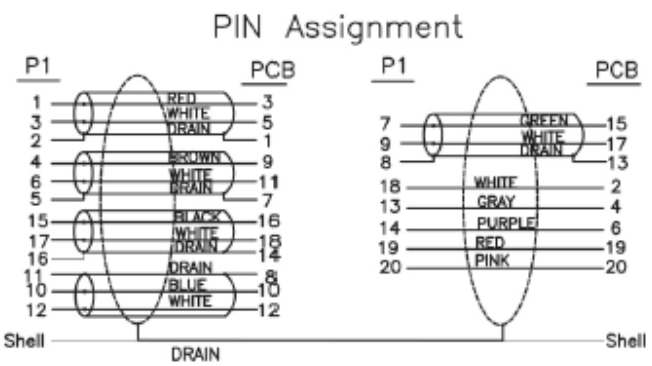 PIN Assignment
P1 PCB
1 RED 3
3 WHITE 5
2 DRAIN 1
4 BROWN 9
6 WHITE 11
5 DRAIN 7
15 BLACK 16
17 WHITE 18
16 DRAIN 14
11 DRAIN 8
10 BLUE 10
12 WHITE 12
P1 PCB
7 GREEN 15
9 WHITE 17
8 DRAIN 13
18 WHITE 2
13 GRAY 4
14 PURPLE 6
19 RED 19
20 PINK 20
Shell DRAIN Shell